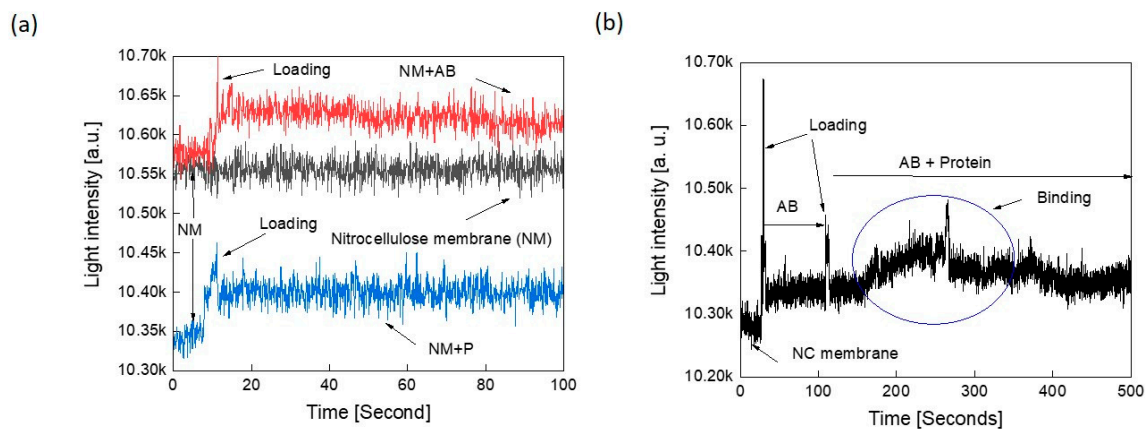 (a)
10.70k
10.65k
10.60k
10.55k
10.50k
10.45k
10.40k
10.35k
10.30k
Light intensity [a.u.]
Loading
NM+AB
NM
Loading
Nitrocellulose membrane (NM)
NM+P
0
20
40
60
80
100
Time [Second]
(b)
10.70k
10.60k
10.50k
10.40k
10.30k
10.20k
Light intensity [a. u.]
Loading
AB + Protein
AB
Binding
NC membrane
0
100
200
300
400
500
Time [Seconds]